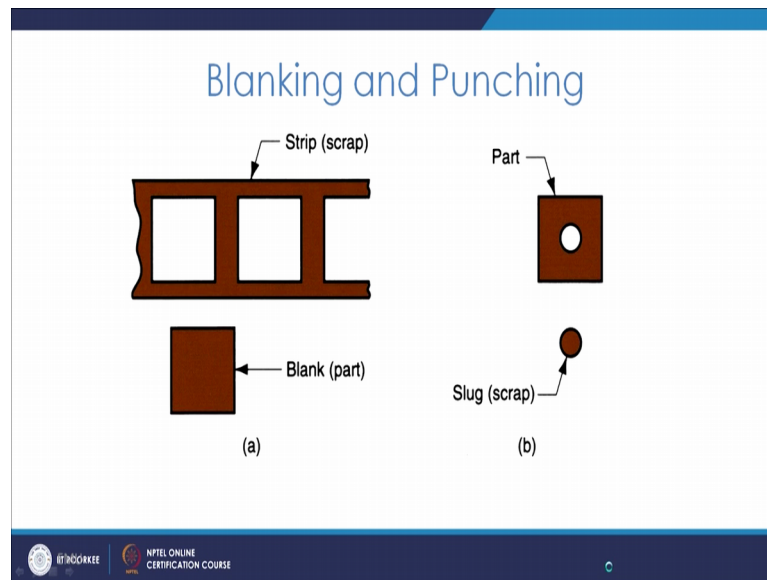 Blanking and Punching
Strip (scrap)
Part
Blank (part)
Slug (scrap)
(a)
(b)
IIT ROORKEE
NPTEL ONLINE
CERTIFICATION COURSE